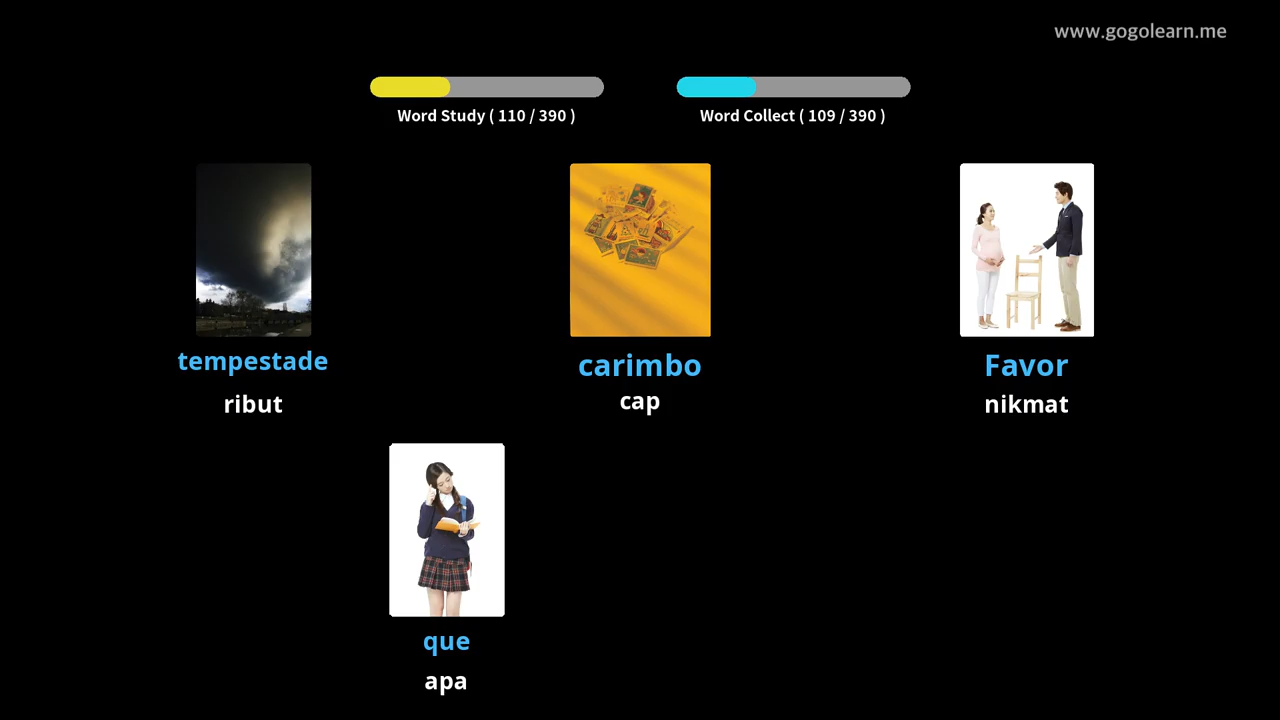 www.gogolearn.me
Word Study ( 110 / 390 )
Word Collect ( 109 / 390 )
tempestade
ribut
carimbo
cap
Favor
nikmat
que
apa